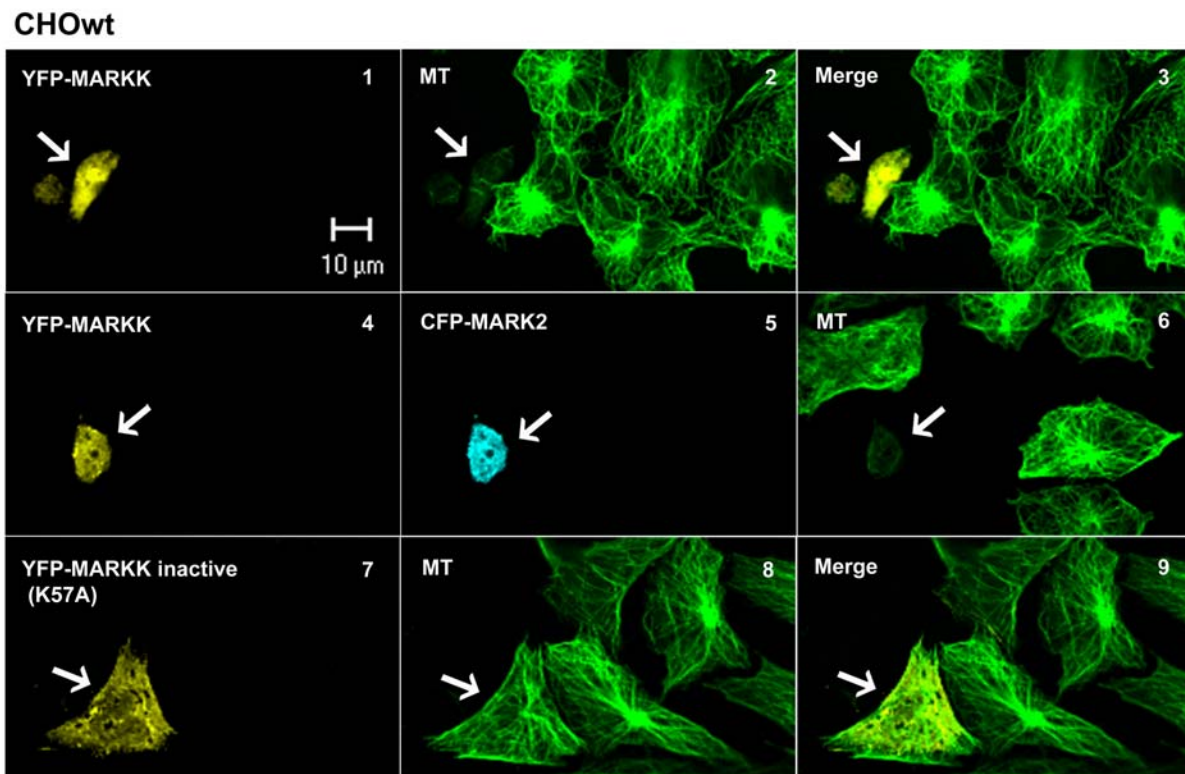 CHOwt
YFP-MARKK 1
MT 2
Merge 3
10 µm
YFP-MARKK 4
CFP-MARK2 5
MT 6
YFP-MARKK inactive 7
(K57A)
MT 8
Merge 9